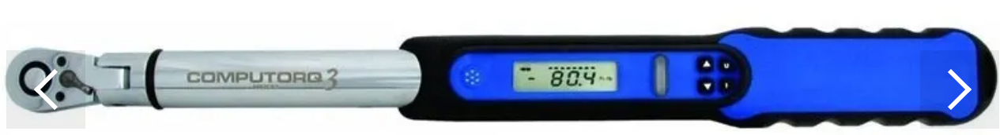 COMPUTORQ 3
- 80.4
U
I